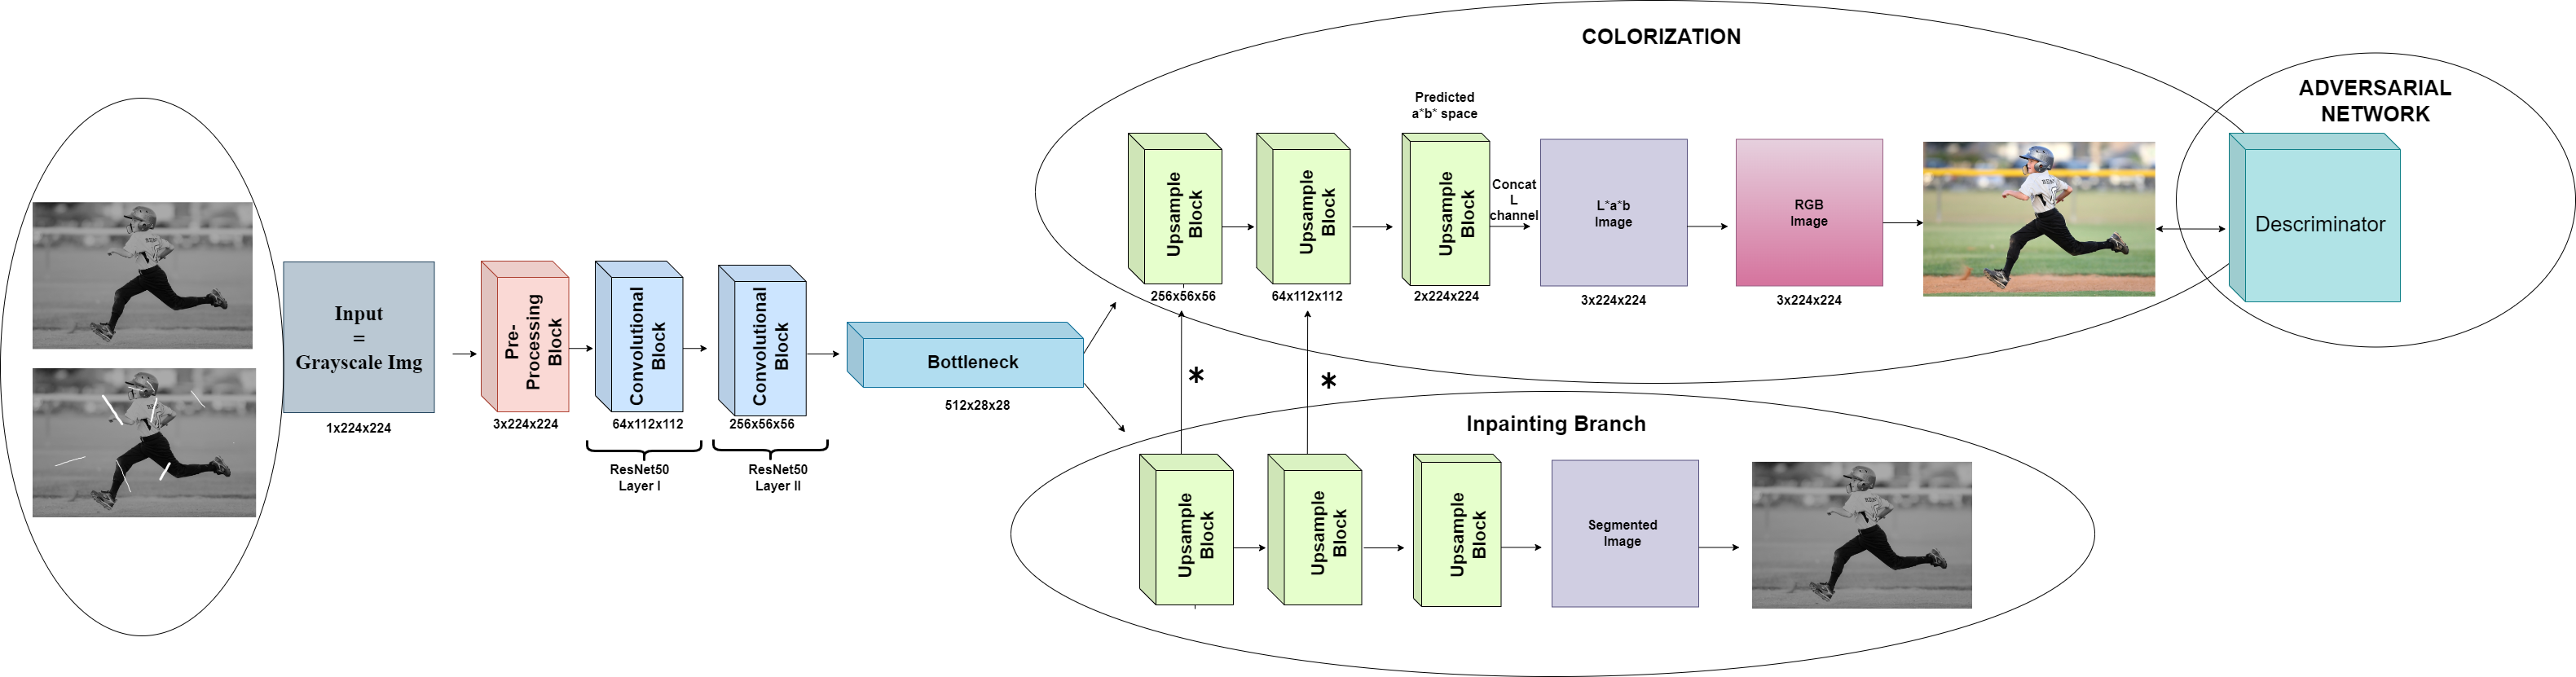 COLORIZATION
ADVERSARIAL
NETWORK
Predicted
a*b* space
Upsample
Block
Upsample
Block
Upsample
Block
Concat
L
channel
L*a*b
Image
RGB
Image
Descriminator
256x56x56
64x112x112
2x224x224
3x224x224
3x224x224
Input
=
Grayscale Img
1x224x224
Pre-
Processing
Block
Convolutional
Block
Convolutional
Block
Bottleneck
3x224x224
64x112x112
256x56x56
512x28x28
ResNet50
Layer I
ResNet50
Layer II
*
*
Inpainting Branch
Upsample
Block
Upsample
Block
Upsample
Block
Segmented
Image